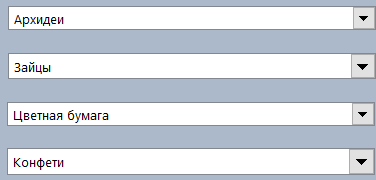 Архидеи
Зайцы
Цветная бумага
Конфети